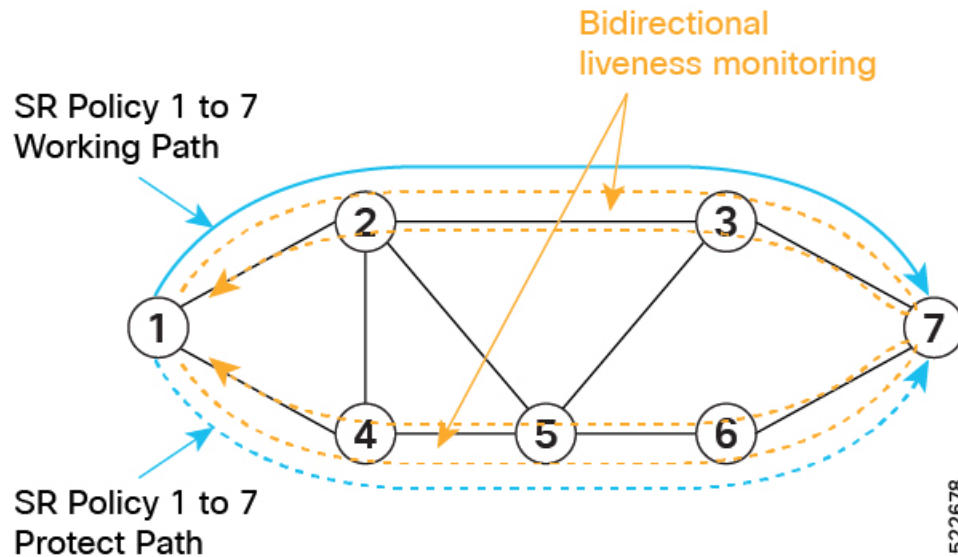 Bidirectional
liveness monitoring
SR Policy 1 to 7
Working Path
2
3
1
7
4
5
6
SR Policy 1 to 7
Protect Path
522678